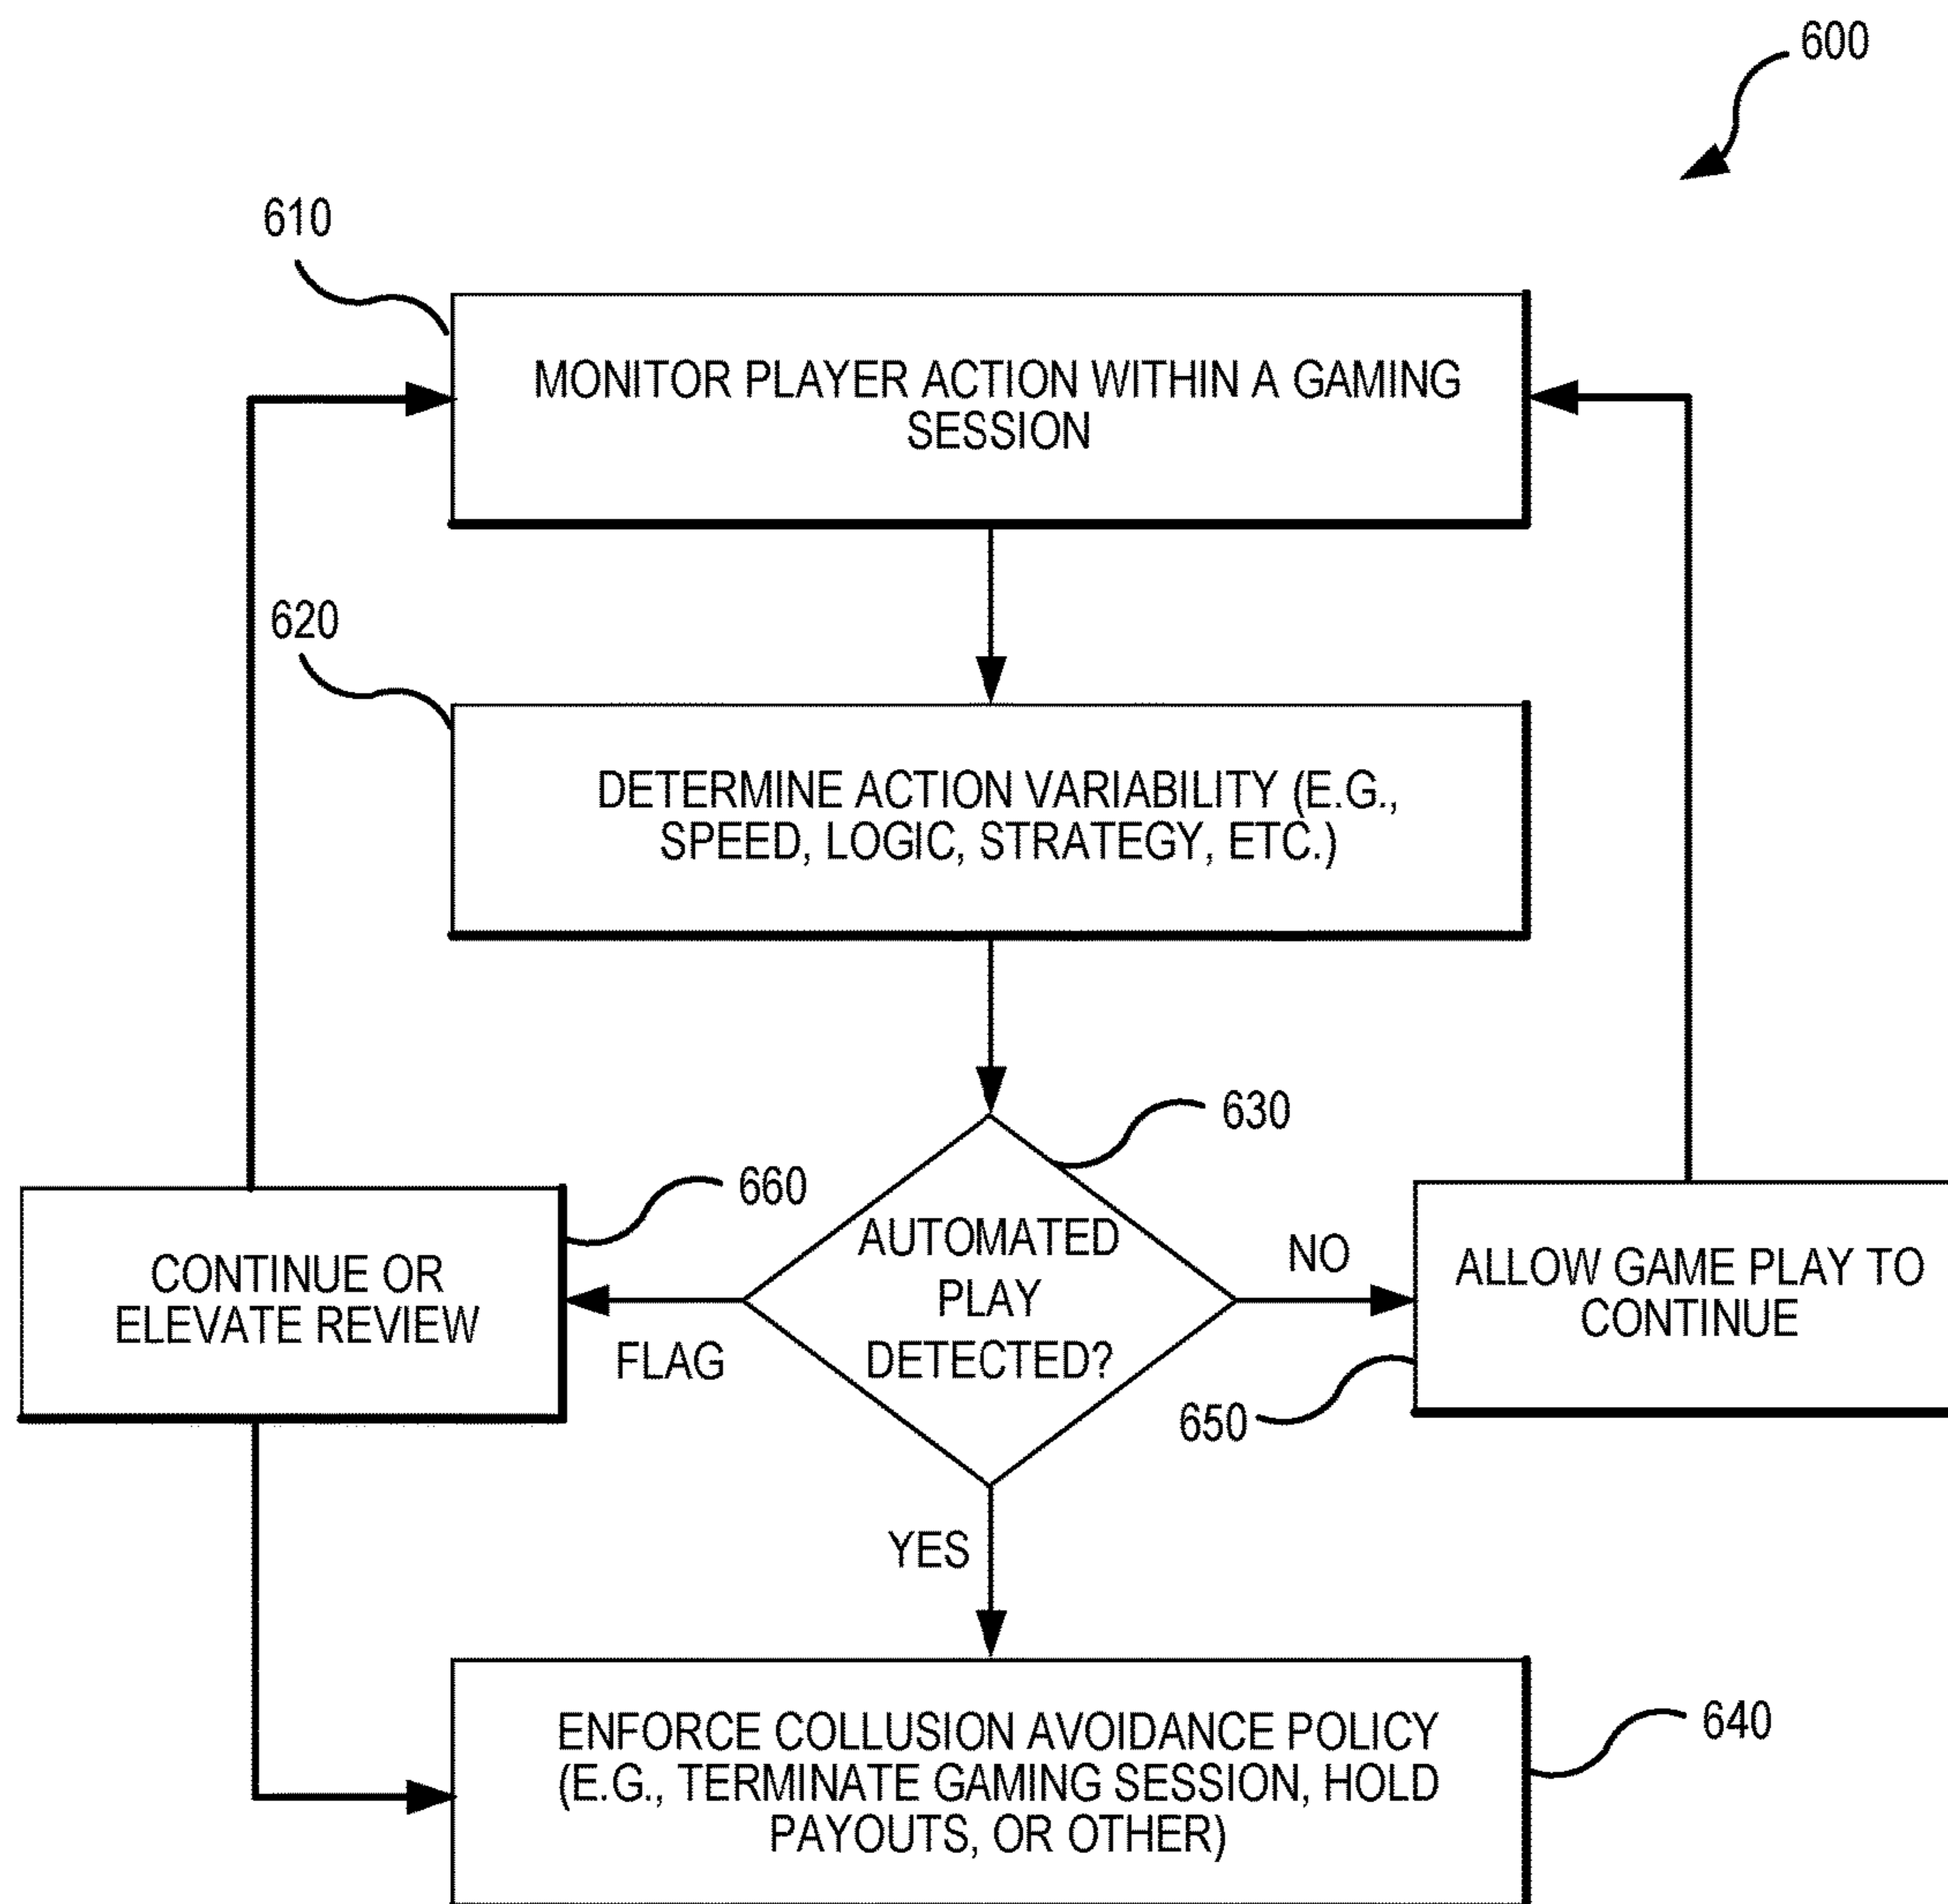 600
610
MONITOR PLAYER ACTION WITHIN A GAMING
SESSION
620
DETERMINE ACTION VARIABILITY (E.G.,
SPEED, LOGIC, STRATEGY, ETC.)
630
AUTOMATED
PLAY
DETECTED?
660
CONTINUE OR
ELEVATE REVIEW
FLAG
NO
ALLOW GAME PLAY TO
CONTINUE
650
YES
640
ENFORCE COLLUSION AVOIDANCE POLICY
(E.G., TERMINATE GAMING SESSION, HOLD
PAYOUTS, OR OTHER)